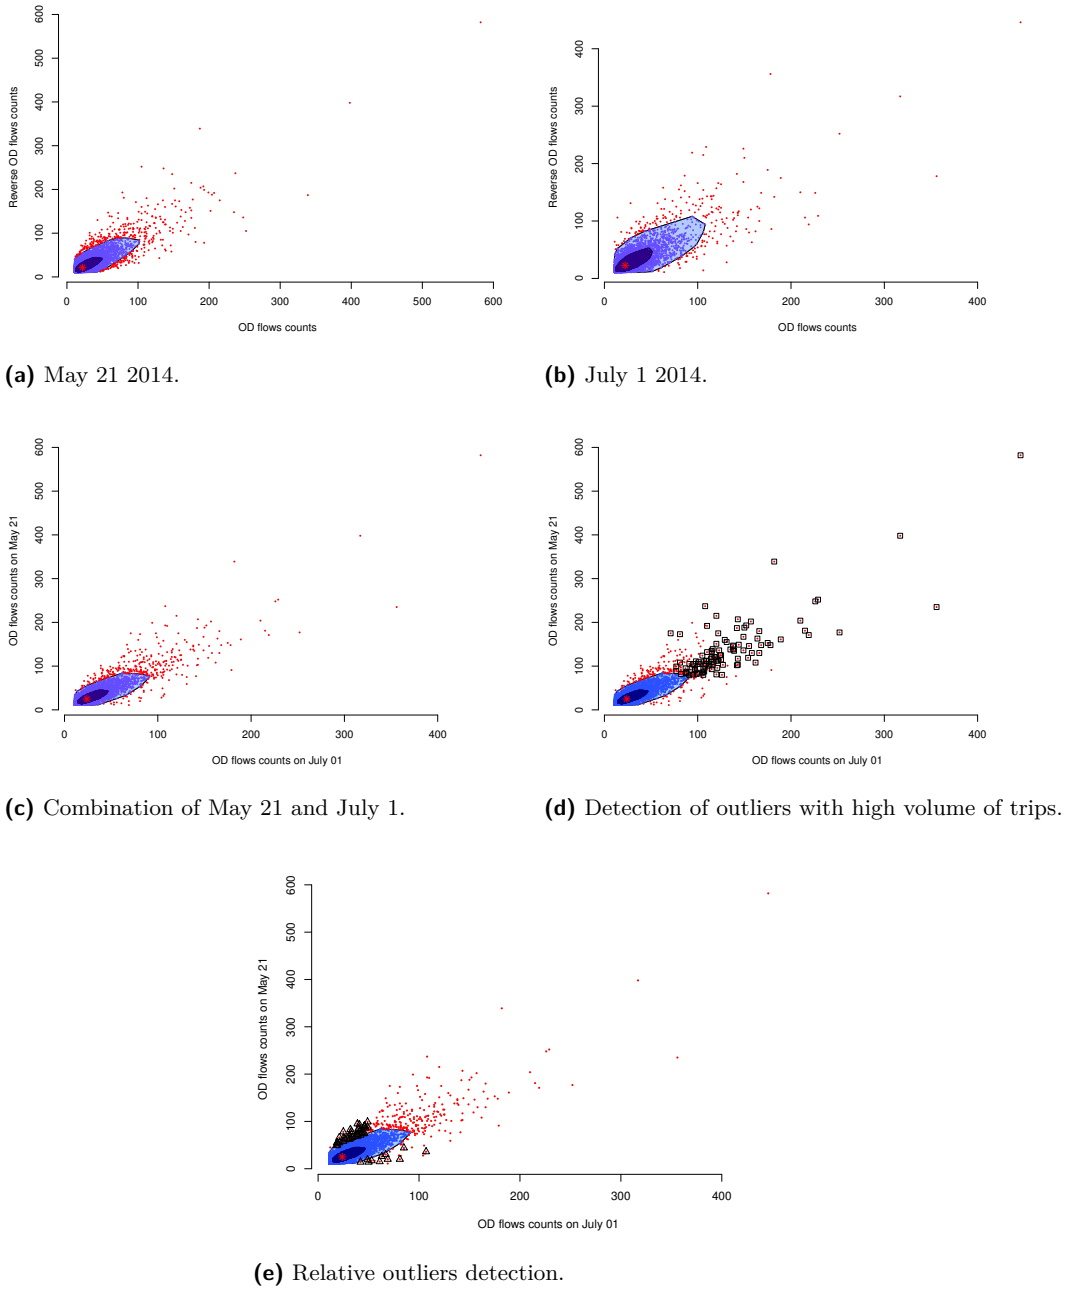 600
500
400
300
200
100
0
Reverse OD flows counts
0 100 200 300 400 500 600
OD flows counts
(a) May 21 2014.
400
300
200
100
0
Reverse OD flows counts
0 100 200 300 400
OD flows counts
(b) July 1 2014.
600
500
400
300
200
100
0
OD flows counts on May 21
0 100 200 300 400
OD flows counts on July 01
(c) Combination of May 21 and July 1.
600
500
400
300
200
100
0
OD flows counts on May 21
0 100 200 300 400
OD flows counts on July 01
(d) Detection of outliers with high volume of trips.
600
500
400
300
200
100
0
OD flows counts on May 21
0 100 200 300 400
OD flows counts on July 01
(e) Relative outliers detection.